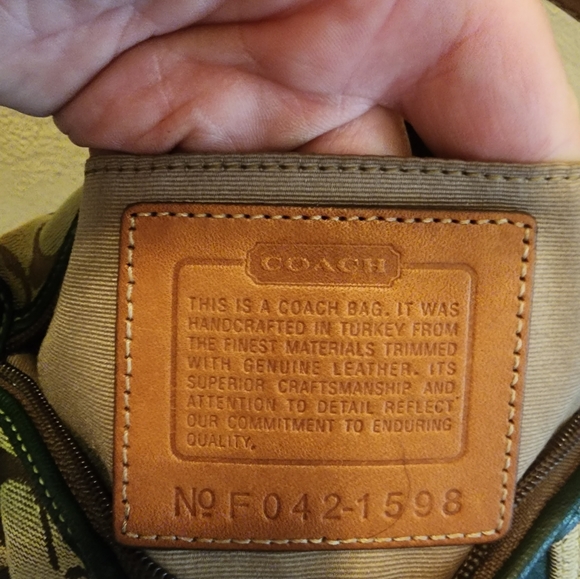 COACH
THIS IS A COACH BAG. IT WAS
HANDCRAFTED IN TURKEY FROM
THE FINEST MATERIALS TRIMMED
WITH GENUINE LEATHER. ITS
SUPERIOR CRAFTSMANSHIP AND
ATTENTION TO DETAIL REFLECT
OUR COMMITMENT TO ENDURING
QUALITY.
Nº F042-1598